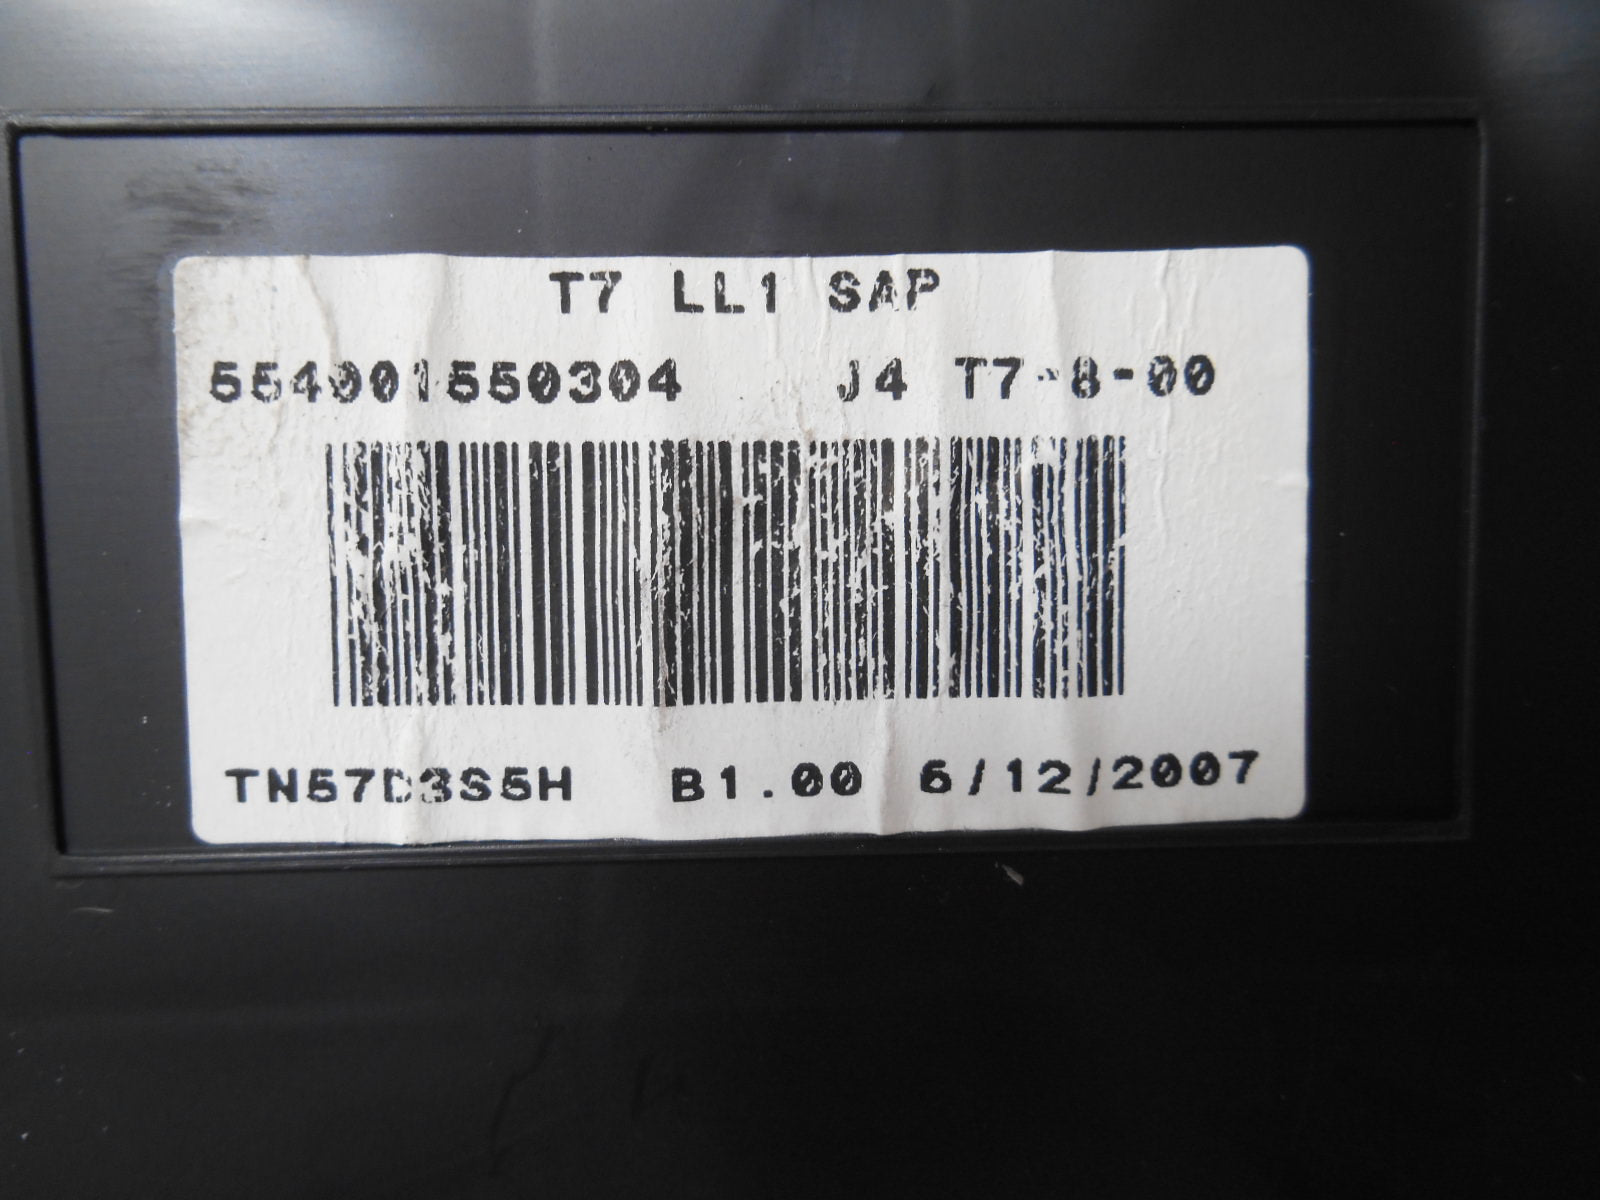 T7 LL1 SAP
554001550304 J4 T7-8-00
TN57D3S5H B1.00 6/12/2007